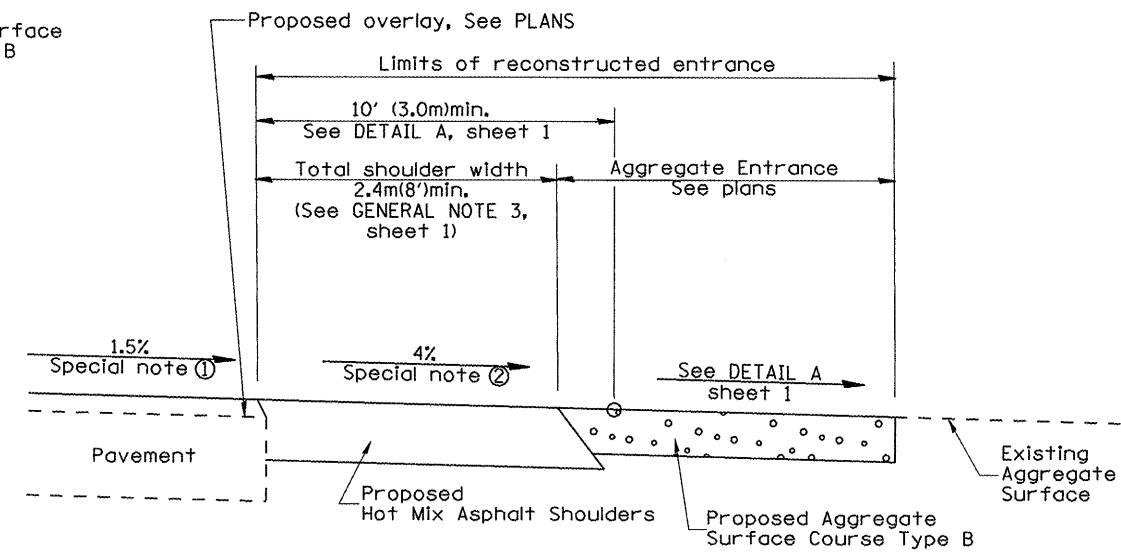 rface
B
Proposed overlay, See PLANS
Limits of reconstructed entrance
10' (3.0m)min.
See DETAIL A, sheet 1
Total shoulder width
2.4m(8')min.
(See GENERAL NOTE 3,
sheet 1)
Aggregate Entrance
See plans
1.5%
Special note ①
4%
Special note ②
See DETAIL A
sheet 1
Pavement
Proposed
Hot Mix Asphalt Shoulders
Proposed Aggregate
Surface Course Type B
Existing
Aggregate
Surface